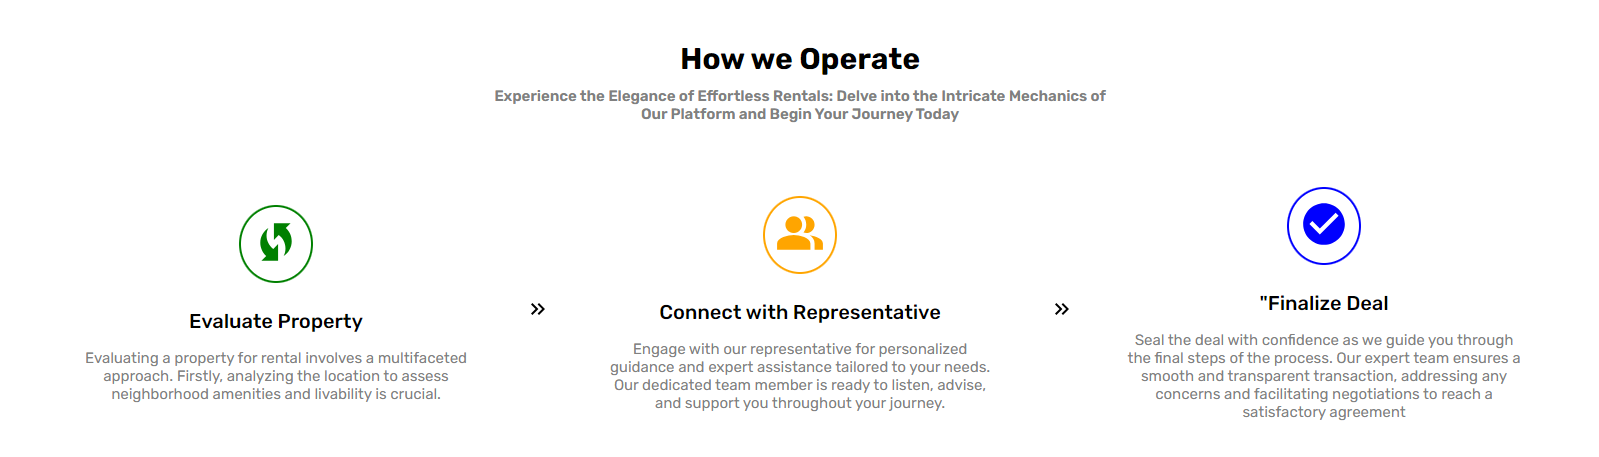 How we Operate
Experience the Elegance of Effortless Rentals: Delve into the Intricate Mechanics of
Our Platform and Begin Your Journey Today
Evaluate Property
Evaluating a property for rental involves a multifaceted
approach. Firstly, analyzing the location to assess
neighborhood amenities and livability is crucial.
»
Connect with Representative
Engage with our representative for personalized
guidance and expert assistance tailored to your needs.
Our dedicated team member is ready to listen, advise,
and support you throughout your journey.
»
"Finalize Deal
Seal the deal with confidence as we guide you through
the final steps of the process. Our expert team ensures a
smooth and transparent transaction, addressing any
concerns and facilitating negotiations to reach a
satisfactory agreement